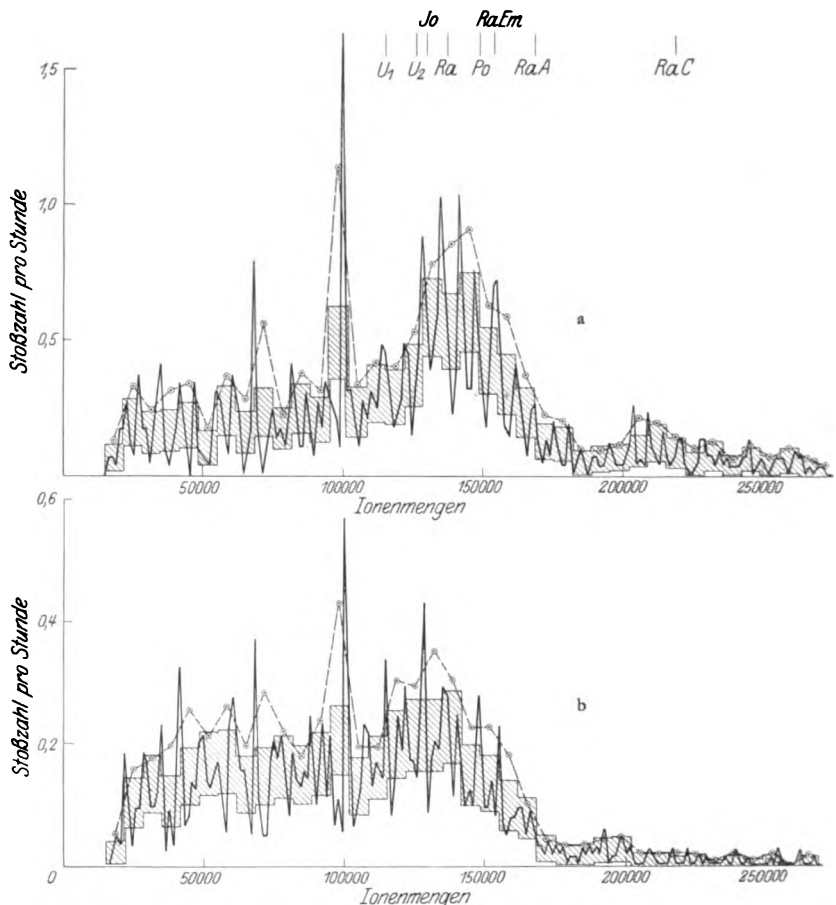 Jo RaEm
U₁ U₂ Ra Po RaA RaC
Stoßzahl pro Stunde
1,5
1,0
a
0,5
50000 100000 150000 200000 250000
Ionenmengen
Stoßzahl pro Stunde
0,6
0,4
b
0,2
0 50000 100000 150000 200000 250000
Ionenmengen